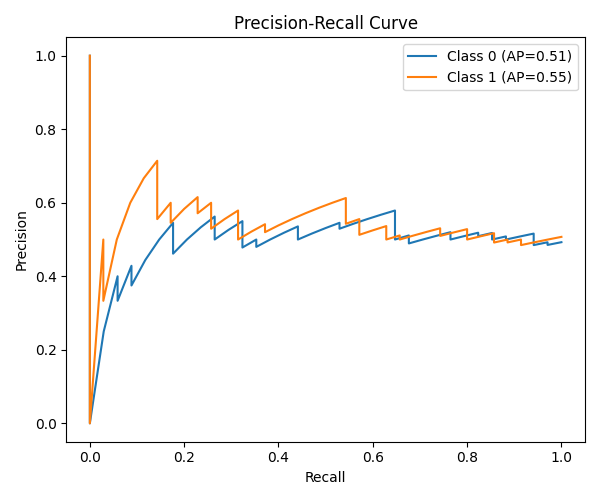 Precision-Recall Curve
Class 0 (AP=0.51)
Class 1 (AP=0.55)
1.0
0.8
0.6
0.4
0.2
0.0
Precision
0.0 0.2 0.4 0.6 0.8 1.0
Recall